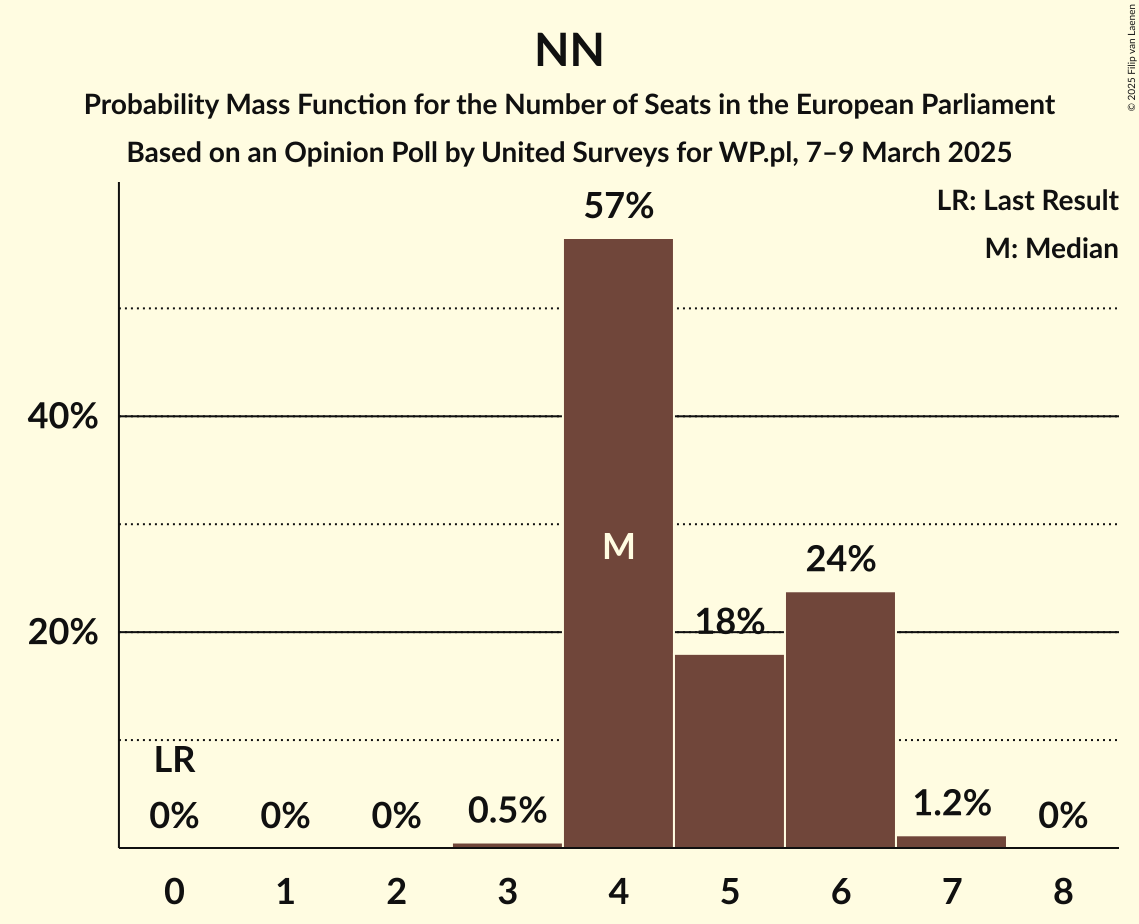 NN
Probability Mass Function for the Number of Seats in the European Parliament
Based on an Opinion Poll by United Surveys for WP.pl, 7–9 March 2025
© 2025 Filip van Laenen
LR: Last Result
M: Median
57%
40%
M
24%
20%
18%
LR
0%
0%
0%
0.5%
1.2%
0%
0
1
2
3
4
5
6
7
8